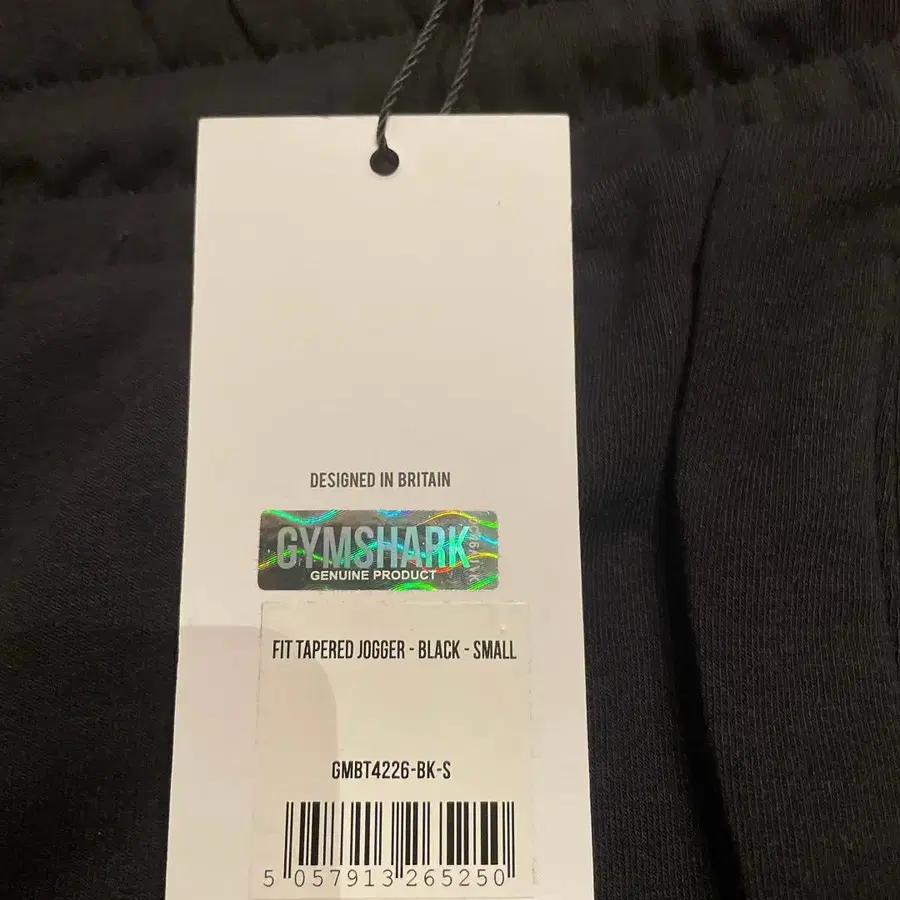 DESIGNED IN BRITAIN
GYMSHARK
GENUINE PRODUCT
FIT TAPERED JOGGER - BLACK - SMALL
GMBT4226-BK-S
5 057913 265250